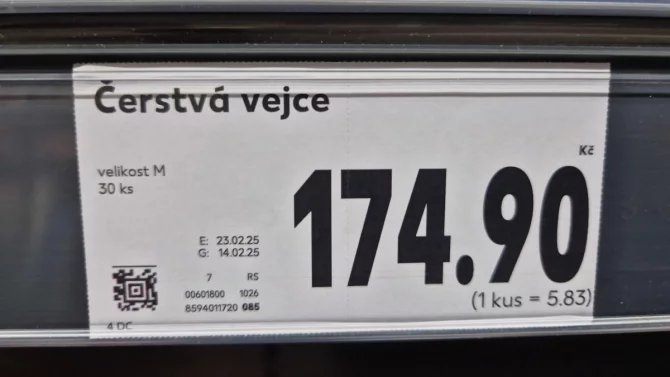 Čerstvá vejce
Kč
velikost M
30 ks
174.90
E: 23.02.25
G: 14.02.25
7 RS
00601800 1026
8594011720 085
(1 kus = 5.83)
4 DC